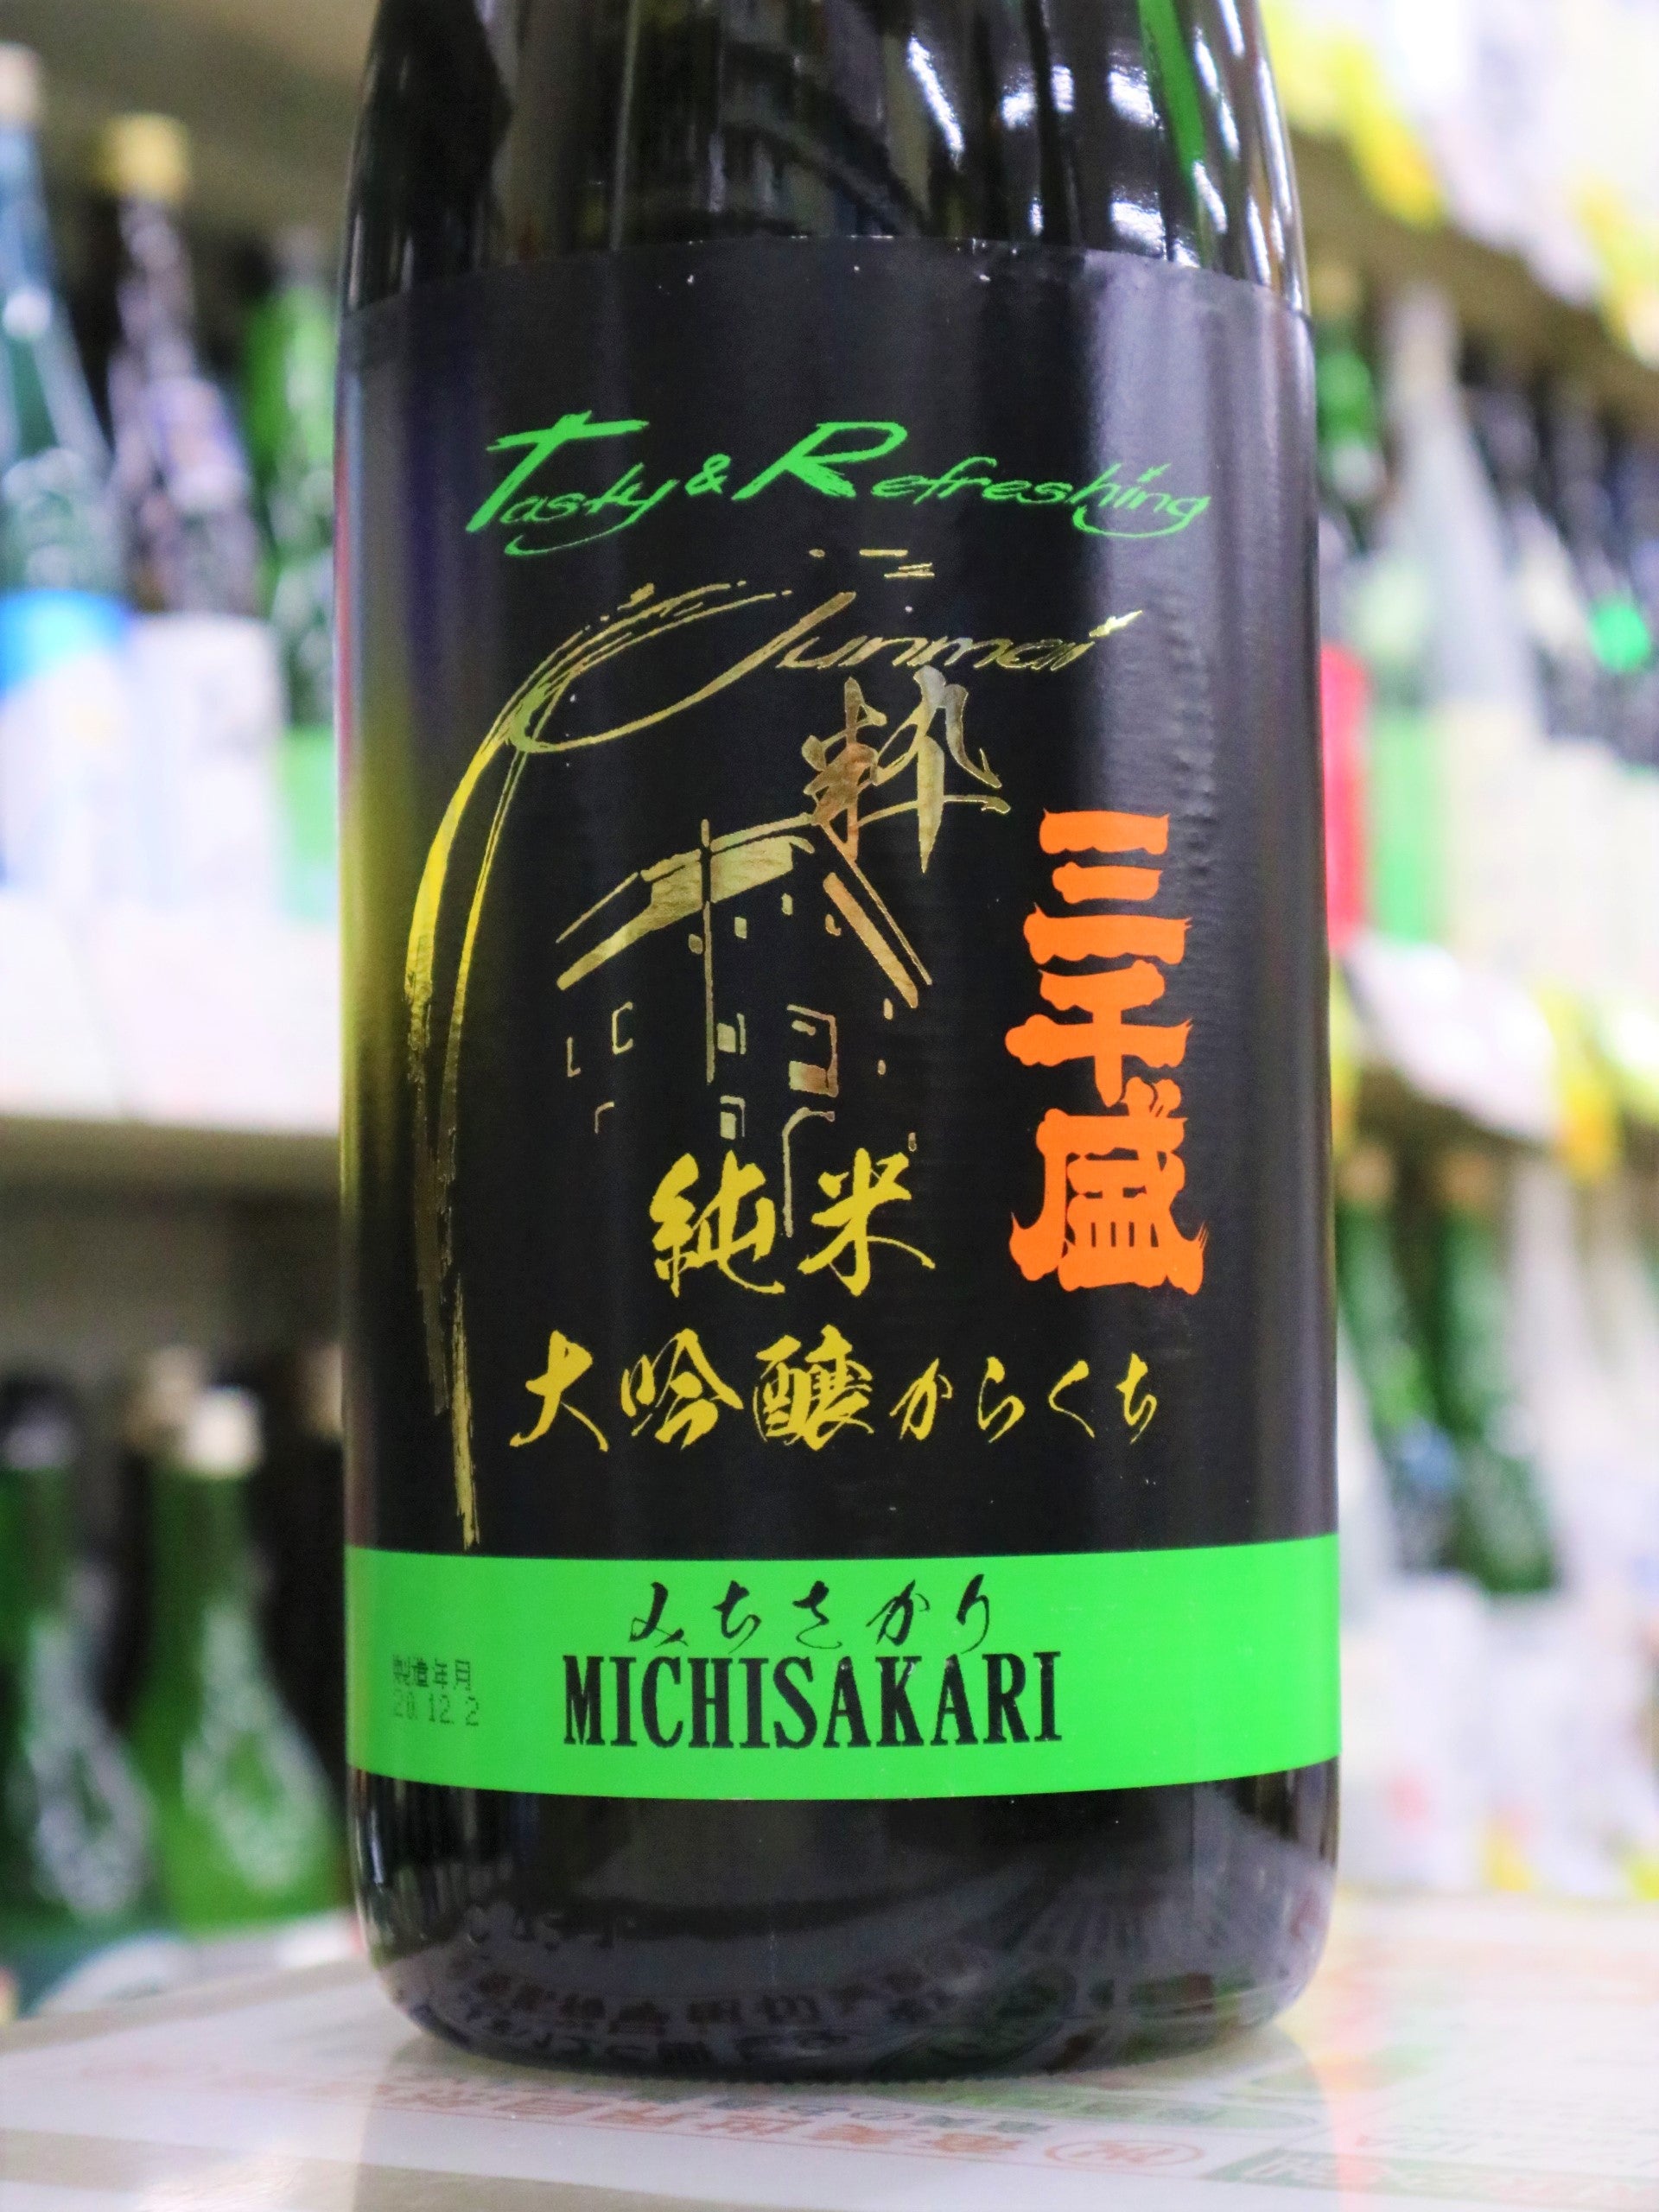 Tasty & Refreshing
Junmai
粋
三千盛
純米
大吟醸からくち
みちさかり
MICHISAKARI
製造年月
20.12.2